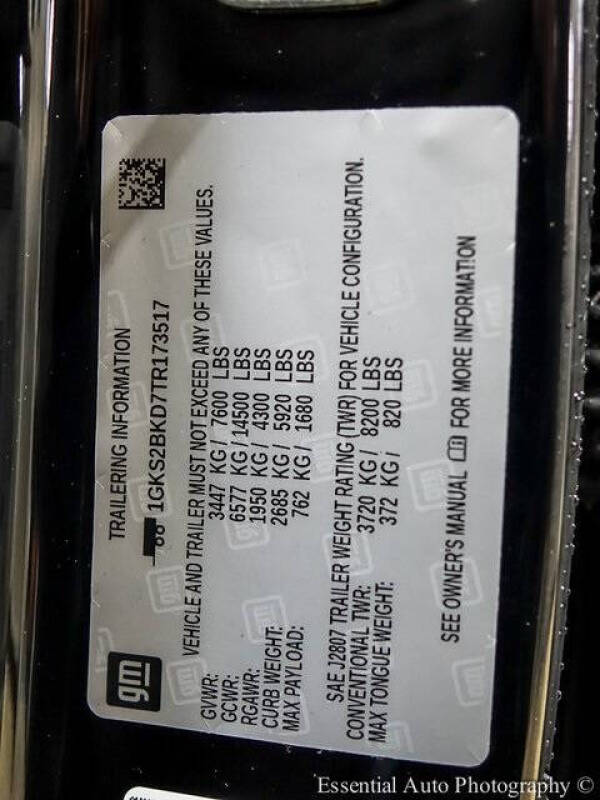 TRAILERING INFORMATION
1GKS2BKD7TR173517
VEHICLE AND TRAILER MUST NOT EXCEED ANY OF THESE VALUES.
GVWR: 3447 KG/ 7600 LBS
GCWR: 6577 KG/ 14500 LBS
RGAWR: 1950 KG/ 4300 LBS
CURB WEIGHT: 2685 KG/ 5920 LBS
MAX PAYLOAD: 762 KG/ 1680 LBS
SAE J2807 TRAILER WEIGHT RATING (TWR) FOR VEHICLE CONFIGURATION.
CONVENTIONAL TWR: 3720 KG/ 8200 LBS
MAX TONGUE WEIGHT: 372 KG/ 820 LBS
SEE OWNER'S MANUAL FOR MORE INFORMATION
gm
Essential Auto Photography ©